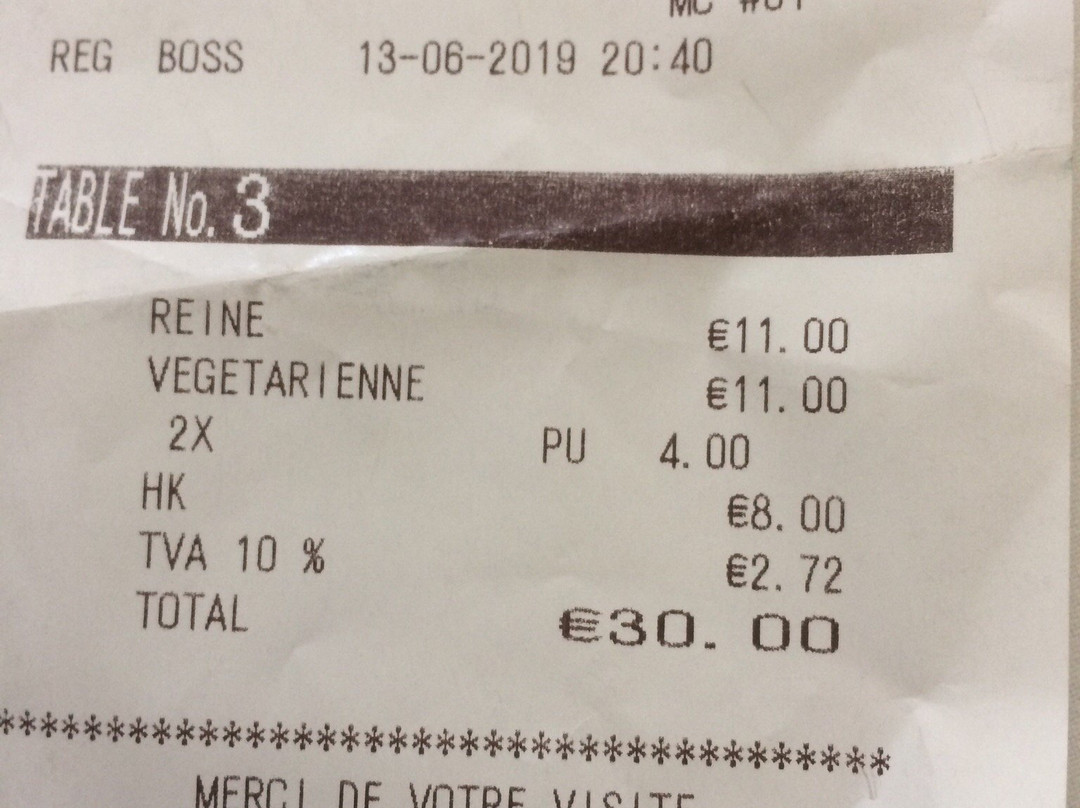 REG BOSS 13-06-2019 20:40
TABLE No. 3
REINE €11.00
VEGETARIENNE €11.00
2X PU 4.00
HK €8.00
TVA 10 % €2.72
TOTAL €30.00
****************************************
MERCI DE VOTRE VISITE